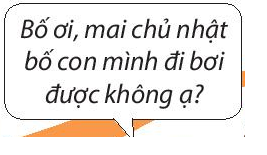 Bố ơi, mai chủ nhật
bố con mình đi bơi
được không ạ?